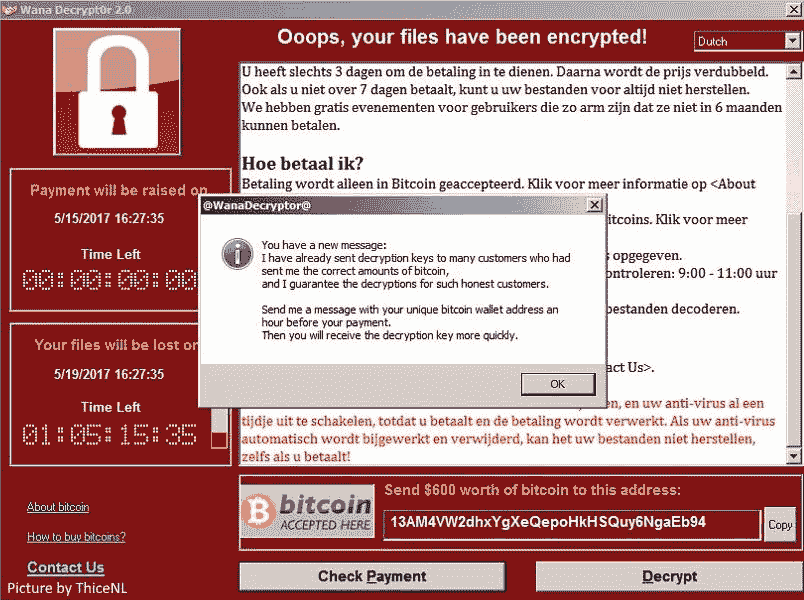 Wana Decrypt0r 2.0
Ooops, your files have been encrypted!
Dutch
Payment will be raised on
5/15/2017 16:27:35
Time Left
00:00:00:00
Your files will be lost on
5/19/2017 16:27:35
Time Left
01:05:15:35
About bitcoin
How to buy bitcoins?
Contact Us
Picture by ThiceNL
U heeft slechts 3 dagen om de betaling in te dienen. Daarna wordt de prijs verdubbeld.
Ook als u niet over 7 dagen betaalt, kunt u uw bestanden voor altijd niet herstellen.
We hebben gratis evenementen voor gebruikers die zo arm zijn dat ze niet in 6 maanden
kunnen betalen.
Hoe betaal ik?
Betaling wordt alleen in Bitcoin geaccepteerd. Klik voor meer informatie op <About
itcoins. Klik voor meer
opgegeven.
ontroleren: 9:00 - 11:00 uur
bestanden decoderen.
act Us>.
en, en uw anti-virus al een
tijdje uit te schakelen, totdat u betaalt en de betaling wordt verwerkt. Als uw anti-virus
automatisch wordt bijgewerkt en verwijderd, kan het uw bestanden niet herstellen,
zelfs als u betaalt!
@WanaDecryptor@
You have a new message:
I have already sent decryption keys to many customers who had
sent me the correct amounts of bitcoin,
and I guarantee the decryptions for such honest customers.
Send me a message with your unique bitcoin wallet address an
hour before your payment.
Then you will receive the decryption key more quickly.
OK
bitcoin
ACCEPTED HERE
Send $600 worth of bitcoin to this address:
13AM4VW2dhxYgXeQepoHkHSQuy6NgaEb94
Copy
Check Payment
Decrypt